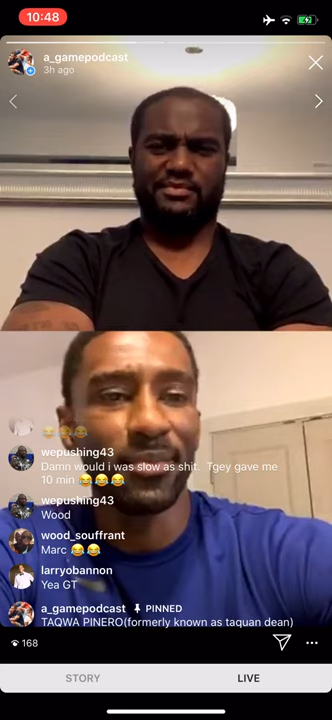 10:48
a_gamepodcast
3h ago
😂😂😂
wepushing43
Damn would i was slow as shit. Tgey gave me
10 min 😂😂😂
wepushing43
Wood
wood_souffrant
Marc 😂😂
larryobannon
Yea GT
a_gamepodcast PINNED
TAQWA PINERO(formerly known as taquan dean)
168
STORY
LIVE